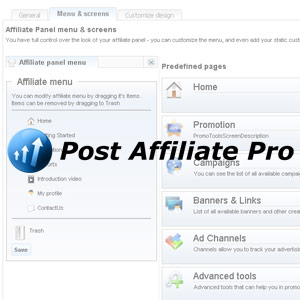 General
Menu & screens
Customize design
Affiliate Panel menu & screens
You have full control over the look of your affiliate panel - you can customize the menu, and even add your static custo
Affiliate panel menu
Affiliate menu
You can modify affiliate menu by dragging it's items.
Items can be removed by dragging to Trash
Home
Started
Introduction video
My profile
ContactUs
Trash
Save
Predefined pages
Home
Promotion
PromoToolsScreenDescription
Campaigns
You can see the list of all available campai
Banners & Links
List of all available banners and other crea
Ad Channels
Channels allow you to track your advertisi
Advanced tools
Advanced tools that can help you in promo
Post Affiliate Pro